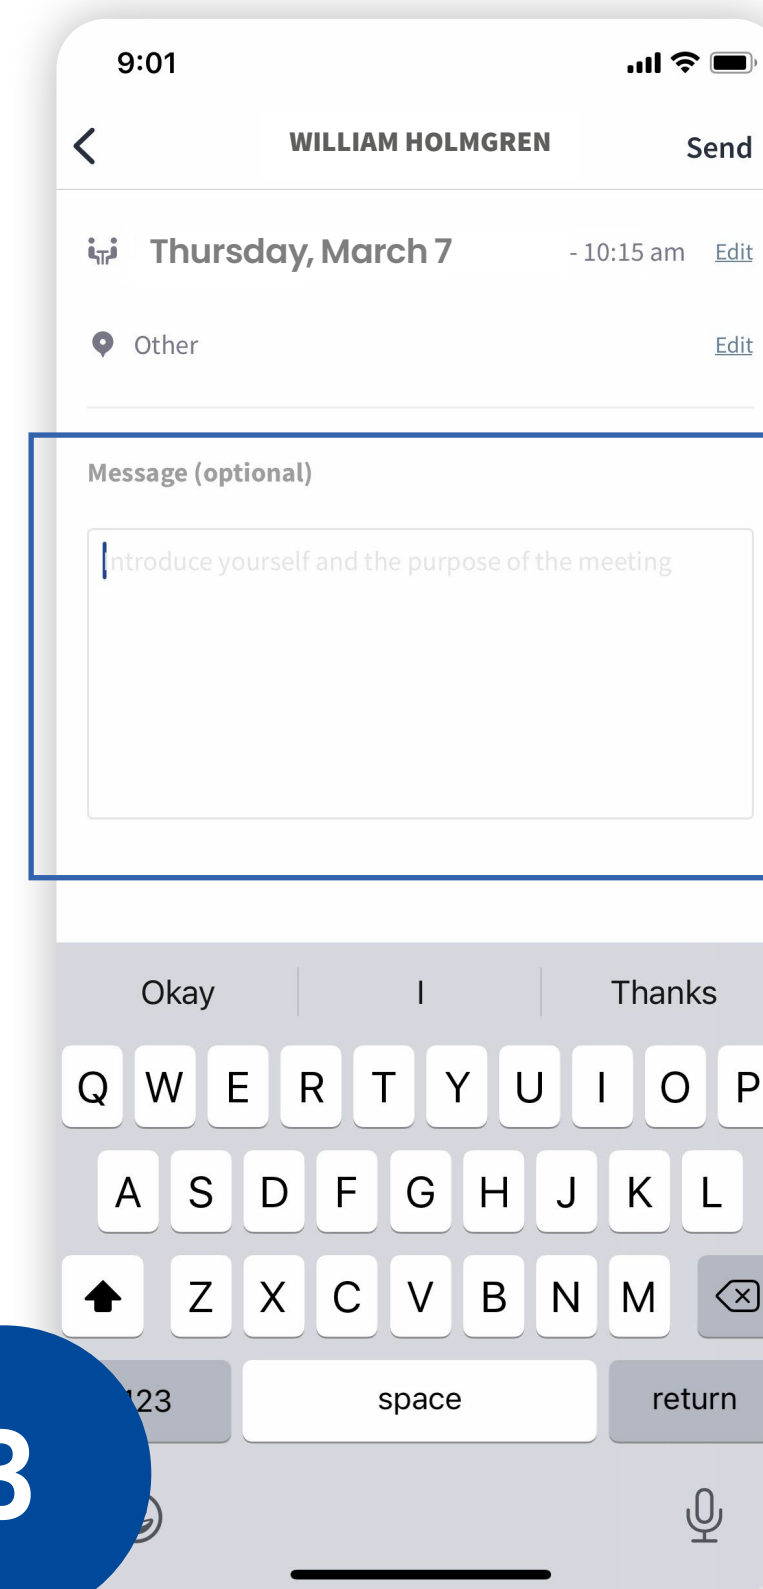 9:01
WILLIAM HOLMGREN Send
Thursday, March 7 - 10:15 am Edit
Other Edit
Message (optional)
Introduce yourself and the purpose of the meeting
Okay I Thanks
Q W E R T Y U I O P
A S D F G H J K L
Z X C V B N M
123 space return
3